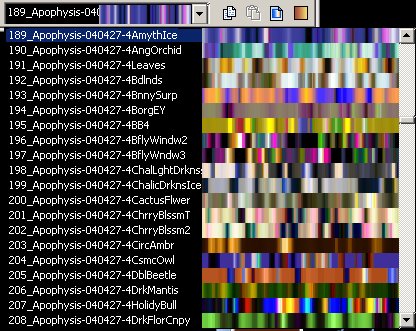 189_Apophysis-040
189_Apophysis-040427-4AmythIce
190_Apophysis-040427-4AngOrchid
191_Apophysis-040427-4Leaves
192_Apophysis-040427-4Bdlnds
193_Apophysis-040427-4BnnySurp
194_Apophysis-040427-4BorgEY
195_Apophysis-040427-4BB4
196_Apophysis-040427-4BflyWindw2
197_Apophysis-040427-4BflyWndw3
198_Apophysis-040427-4ChalLghtDrkns
199_Apophysis-040427-4ChalicDrknsIce
200_Apophysis-040427-4CactusFlwer
201_Apophysis-040427-4ChrryBlssmT
202_Apophysis-040427-4ChrryBlssm2
203_Apophysis-040427-4CircAmbr
204_Apophysis-040427-4CsmcOwl
205_Apophysis-040427-4DblBeetle
206_Apophysis-040427-4DrkMantis
207_Apophysis-040427-4HolidyBull
208_Apophysis-040427-4DrkFlorCnpy